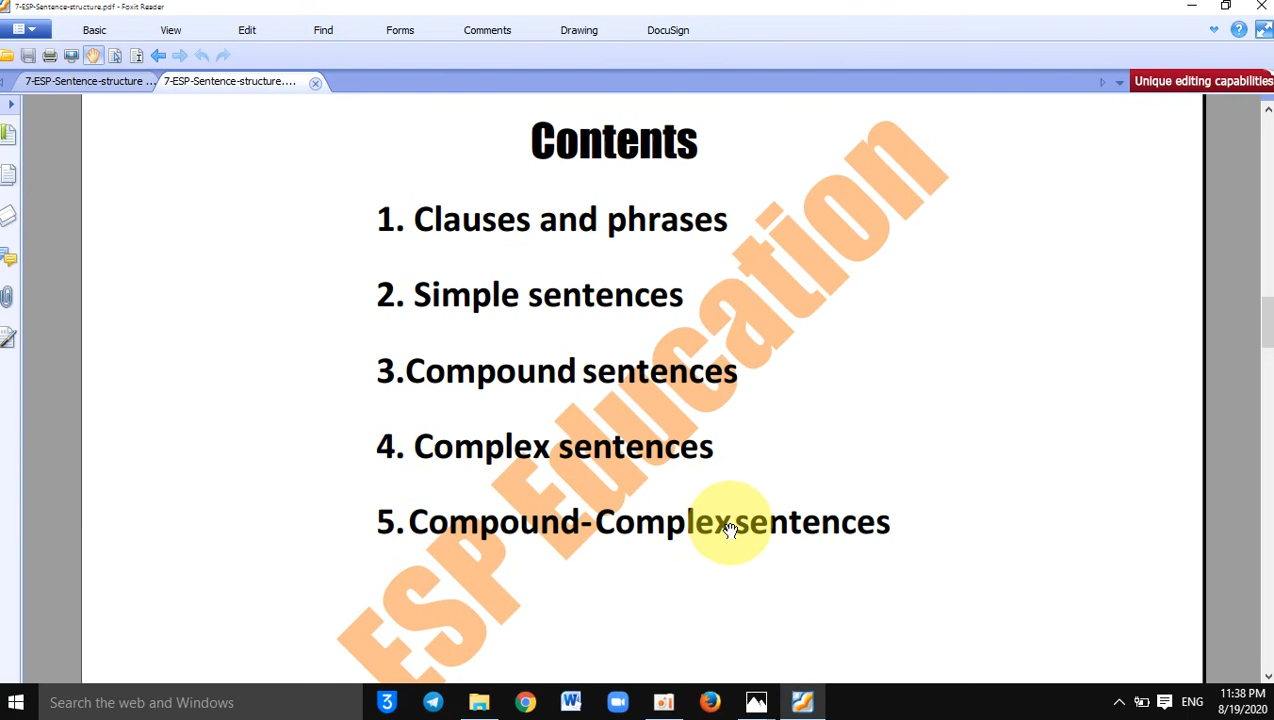 7-ESP-Sentence-structure.pdf - Foxit Reader
Basic View Edit Find Forms Comments Drawing DocuSign
7-ESP-Sentence-structure ... 7-ESP-Sentence-structure.... Unique editing capabilities
Contents
1. Clauses and phrases
2. Simple sentences
3.Compound sentences
4. Complex sentences
5.Compound-Complex sentences
ESP Education
Search the web and Windows
ENG
11:38 PM
8/19/2020